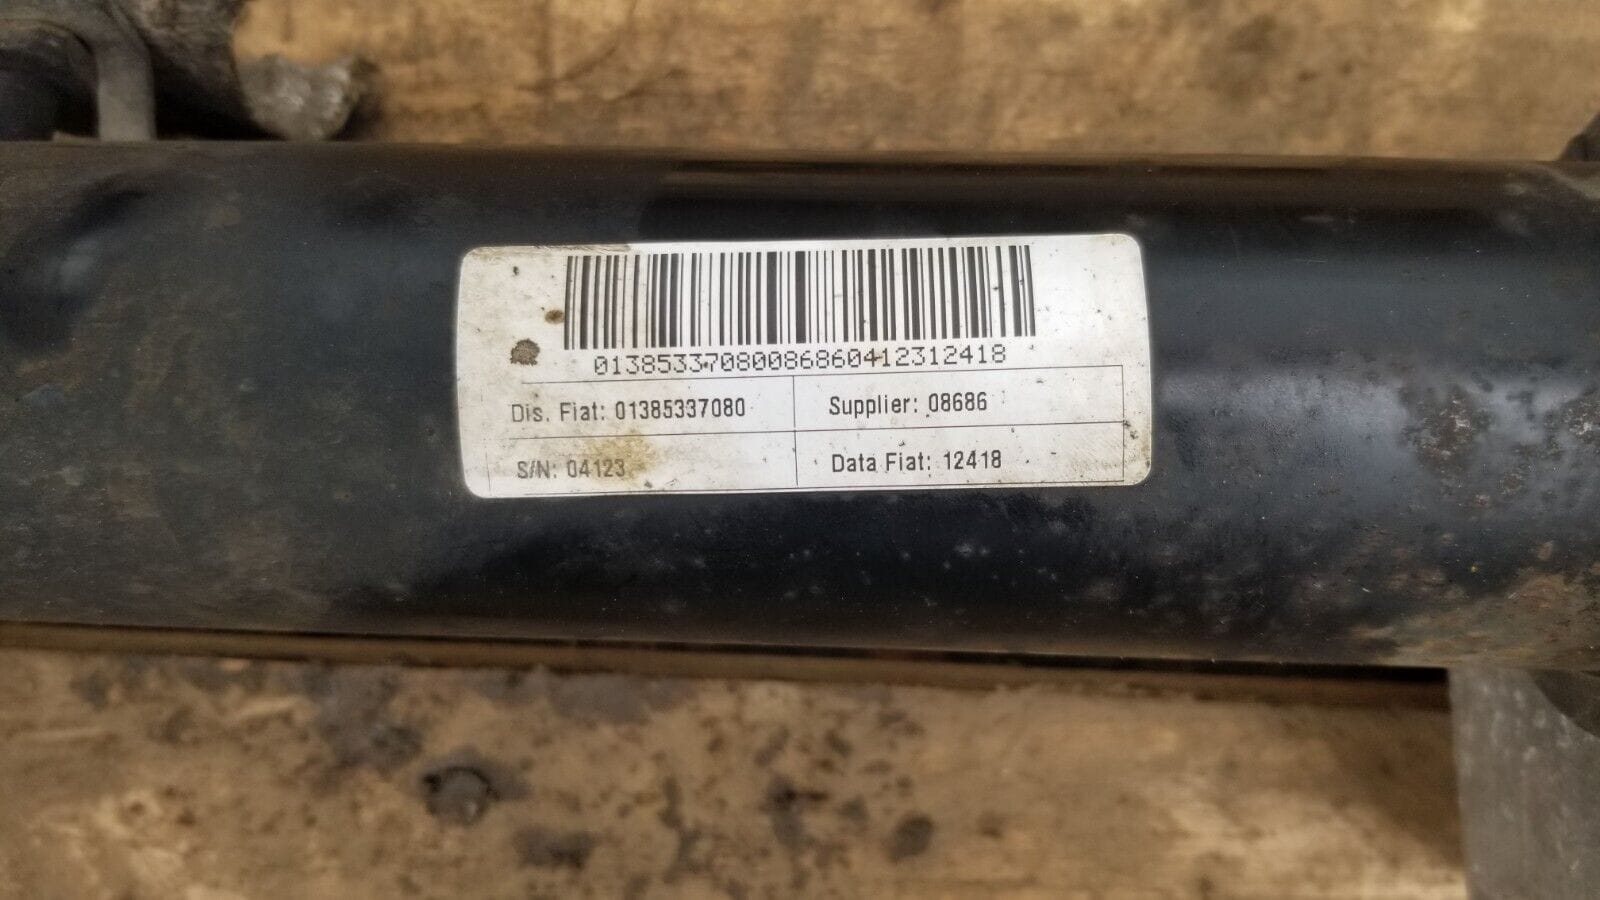 01385337080086860412312418
Dis. Fiat: 01385337080
Supplier: 08686
S/N: 04123
Data Fiat: 12418